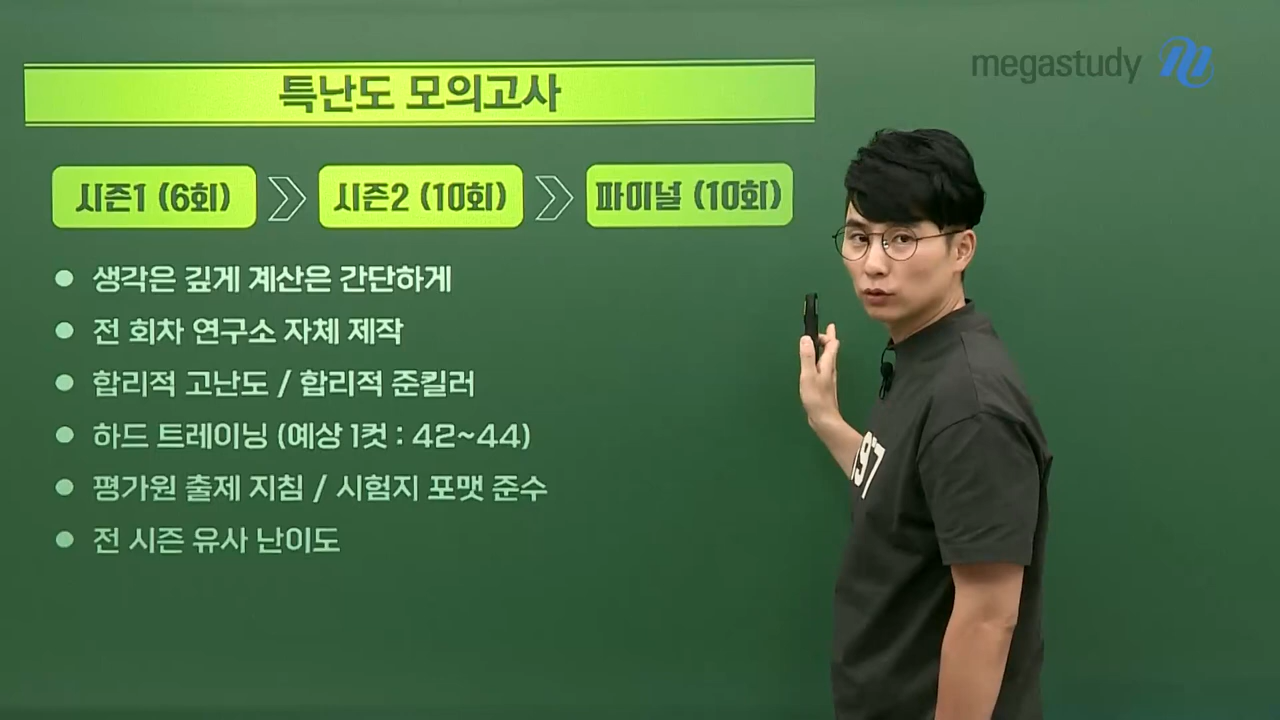 megastudy
특난도 모의고사
시즌1 (6회)
시즌2 (10회)
파이널 (10회)
생각은 깊게 계산은 간단하게
전 회차 연구소 자체 제작
합리적 고난도 / 합리적 준킬러
하드 트레이닝 (예상 1컷 : 42~44)
평가원 출제 지침 / 시험지 포맷 준수
전 시즌 유사 난이도
97